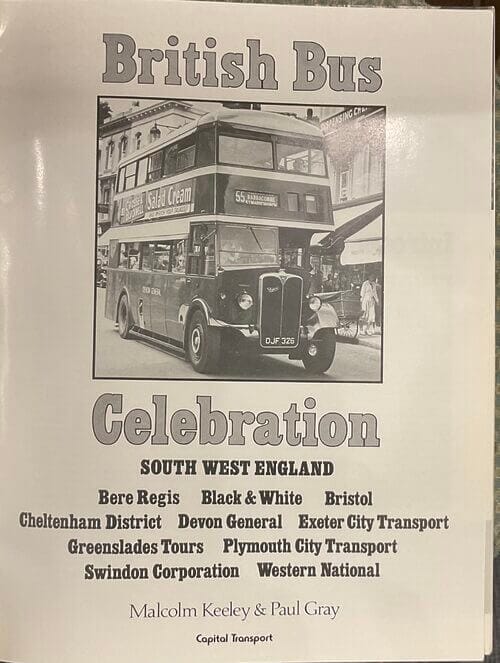 British Bus
DISPENSING CHE
Salad Cream
55 BABBACOMBE
DEVON GENERAL
DJF 326
Celebration
SOUTH WEST ENGLAND
Bere Regis Black & White Bristol
Cheltenham District Devon General Exeter City Transport
Greenslades Tours Plymouth City Transport
Swindon Corporation Western National
Malcolm Keeley & Paul Gray
Capital Transport